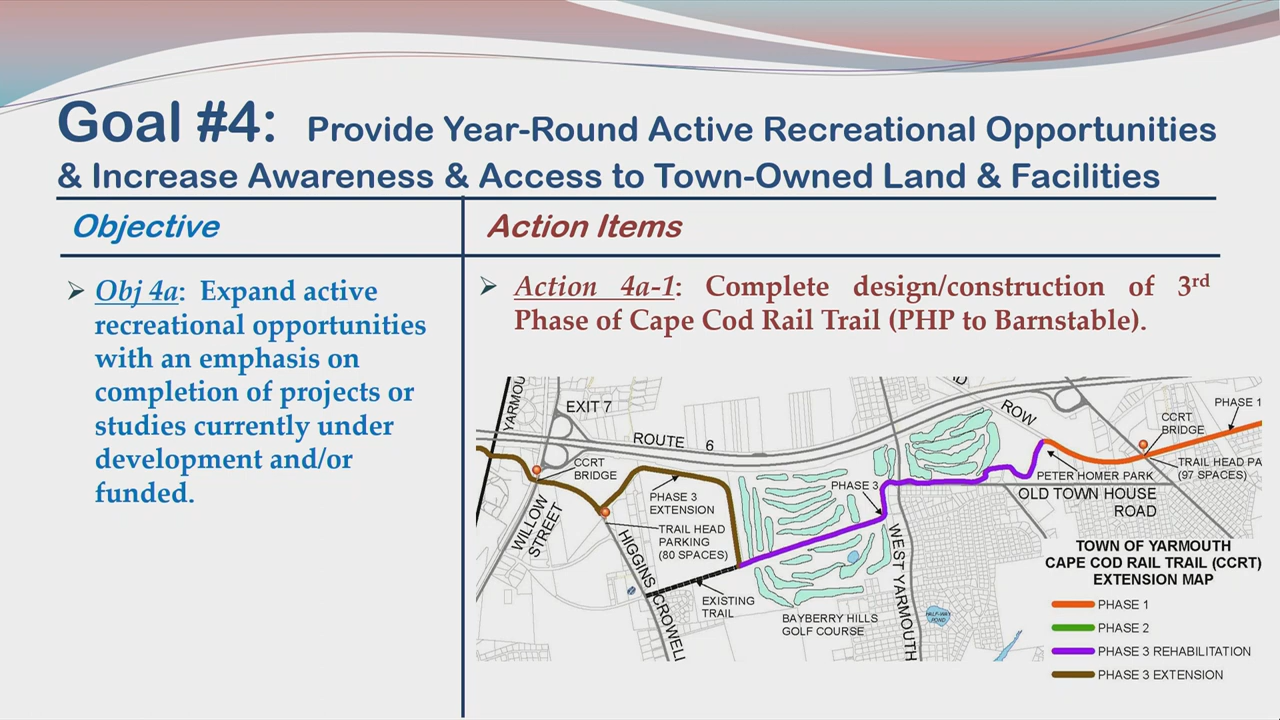 Goal #4: Provide Year-Round Active Recreational Opportunities
& Increase Awareness & Access to Town-Owned Land & Facilities
Objective
Action Items
➢ Obj 4a: Expand active
recreational opportunities
with an emphasis on
completion of projects or
studies currently under
development and/or
funded.
➢ Action 4a-1: Complete design/construction of 3rd
Phase of Cape Cod Rail Trail (PHP to Barnstable).
YARMOU
EXIT 7
ROUTE 6
ROW
PHASE 1
CCRT
BRIDGE
CCRT
BRIDGE
PHASE 3
EXTENSION
PHASE 3
PETER HOMER PARK
TRAIL HEAD PA
(97 SPACES)
OLD TOWN HOUSE
ROAD
WILLOW
STREET
TRAIL HEAD
PARKING
(80 SPACES)
HIGGINS CROWELL
WEST YARMOUTH
EXISTING
TRAIL
BAYBERRY HILLS
GOLF COURSE
TOWN OF YARMOUTH
CAPE COD RAIL TRAIL (CCRT)
EXTENSION MAP
PHASE 1
PHASE 2
PHASE 3 REHABILITATION
PHASE 3 EXTENSION